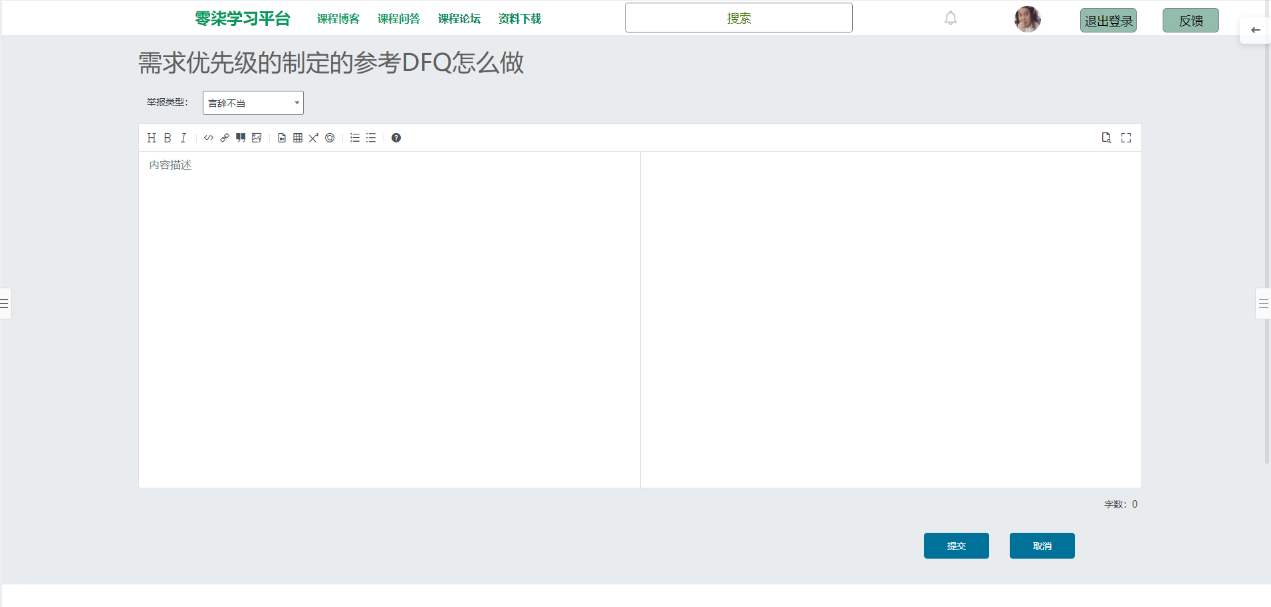 零柒学习平台 课程博客 课程问答 课程论坛 资料下载 搜索 退出登录 反馈
需求优先级的制定的参考DFQ怎么做
举报类型： 言辞不当
H B I
内容描述
字数：0
提交 取消